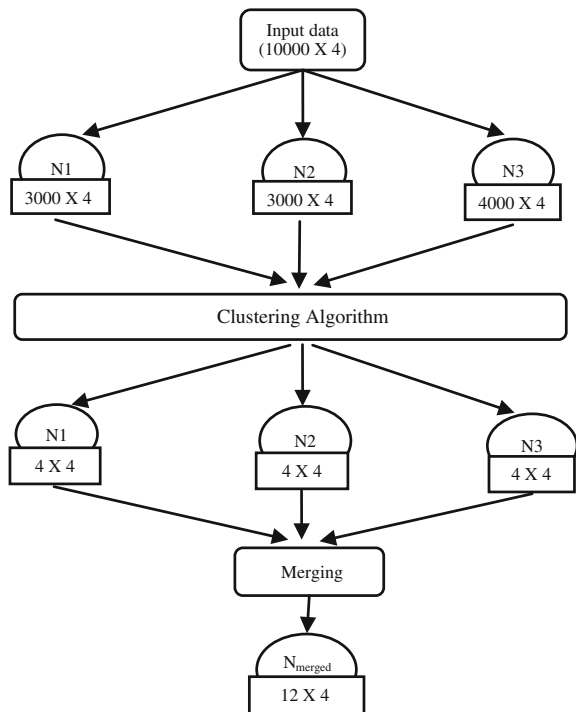 Input data
(10000 X 4)
N1
N2
N3
3000 X 4
3000 X 4
4000 X 4
Clustering Algorithm
N1
N2
N3
4 X 4
4 X 4
4 X 4
Merging
Nmerged
12 X 4